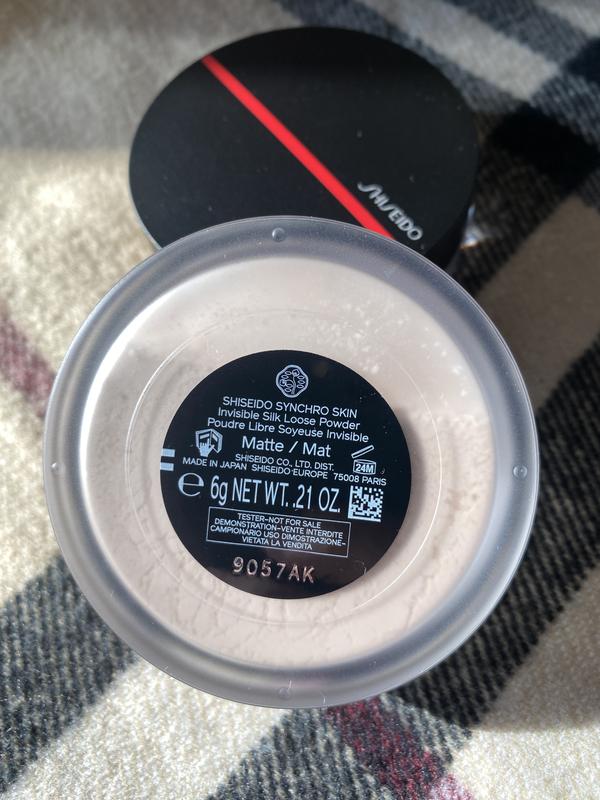 SHISEIDO
SHISEIDO SYNCHRO SKIN
Invisible Silk Loose Powder
Poudre Libre Soyeuse Invisible
Matte / Mat
SHISEIDO CO., LTD. DIST.
24M
MADE IN JAPAN SHISEIDO EUROPE 75008 PARIS
℮ 6g NET WT. .21 OZ.
TESTER-NOT FOR SALE
DEMONSTRATION-VENTE INTERDITE
CAMPIONARIO USO DIMOSTRAZIONE-
VIETATA LA VENDITA
9057AK